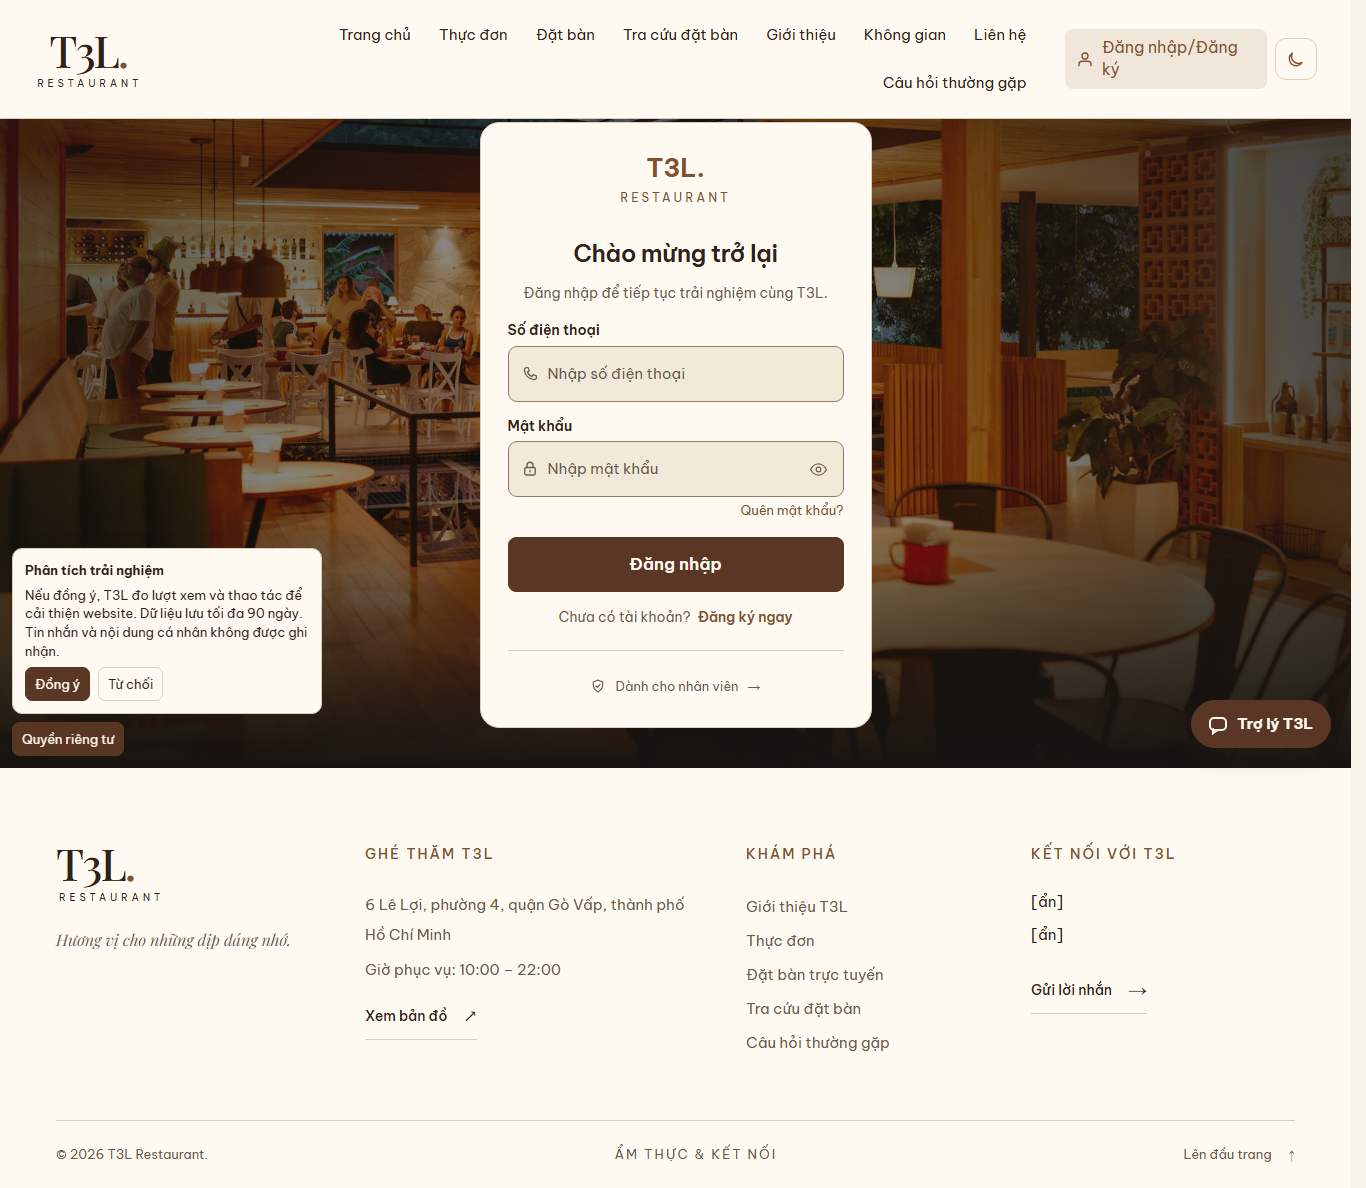 T3L.
RESTAURANT
Trang chủ
Thực đơn
Đặt bàn
Tra cứu đặt bàn
Giới thiệu
Không gian
Liên hệ
Câu hỏi thường gặp
Đăng nhập/Đăng
ký
T3L.
RESTAURANT
Chào mừng trở lại
Đăng nhập để tiếp tục trải nghiệm cùng T3L.
Số điện thoại
Nhập số điện thoại
Mật khẩu
Nhập mật khẩu
Quên mật khẩu?
Đăng nhập
Chưa có tài khoản? Đăng ký ngay
Dành cho nhân viên →
Phân tích trải nghiệm
Nếu đồng ý, T3L đo lượt xem và thao tác để
cải thiện website. Dữ liệu lưu tối đa 90 ngày.
Tin nhắn và nội dung cá nhân không được ghi
nhận.
Đồng ý
Từ chối
Quyền riêng tư
Trợ lý T3L
T3L.
RESTAURANT
Hương vị cho những dịp đáng nhớ.
GHÉ THĂM T3L
6 Lê Lợi, phường 4, quận Gò Vấp, thành phố
Hồ Chí Minh
Giờ phục vụ: 10:00 – 22:00
Xem bản đồ ↗
KHÁM PHÁ
Giới thiệu T3L
Thực đơn
Đặt bàn trực tuyến
Tra cứu đặt bàn
Câu hỏi thường gặp
KẾT NỐI VỚI T3L
[ẩn]
[ẩn]
Gửi lời nhắn →
© 2026 T3L Restaurant.
ẨM THỰC & KẾT NỐI
Lên đầu trang ↑